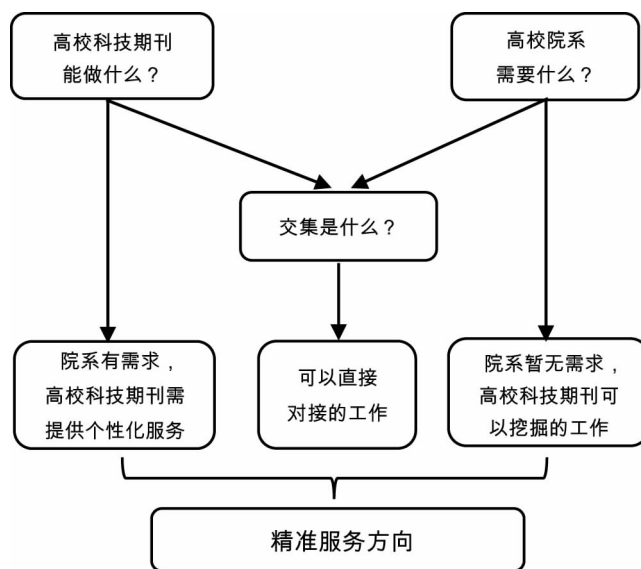 高校科技期刊
能做什么？
高校院系
需要什么？
交集是什么？
院系有需求，
高校科技期刊需
提供个性化服务
可以直接
对接的工作
院系暂无需求，
高校科技期刊可
以挖掘的工作
精准服务方向